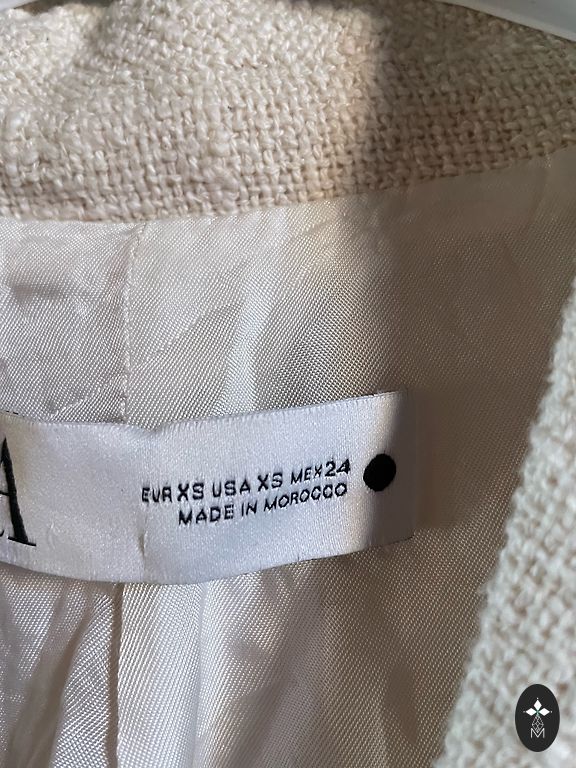 A
EUR XS USA XS MEX 24
MADE IN MOROCCO
M